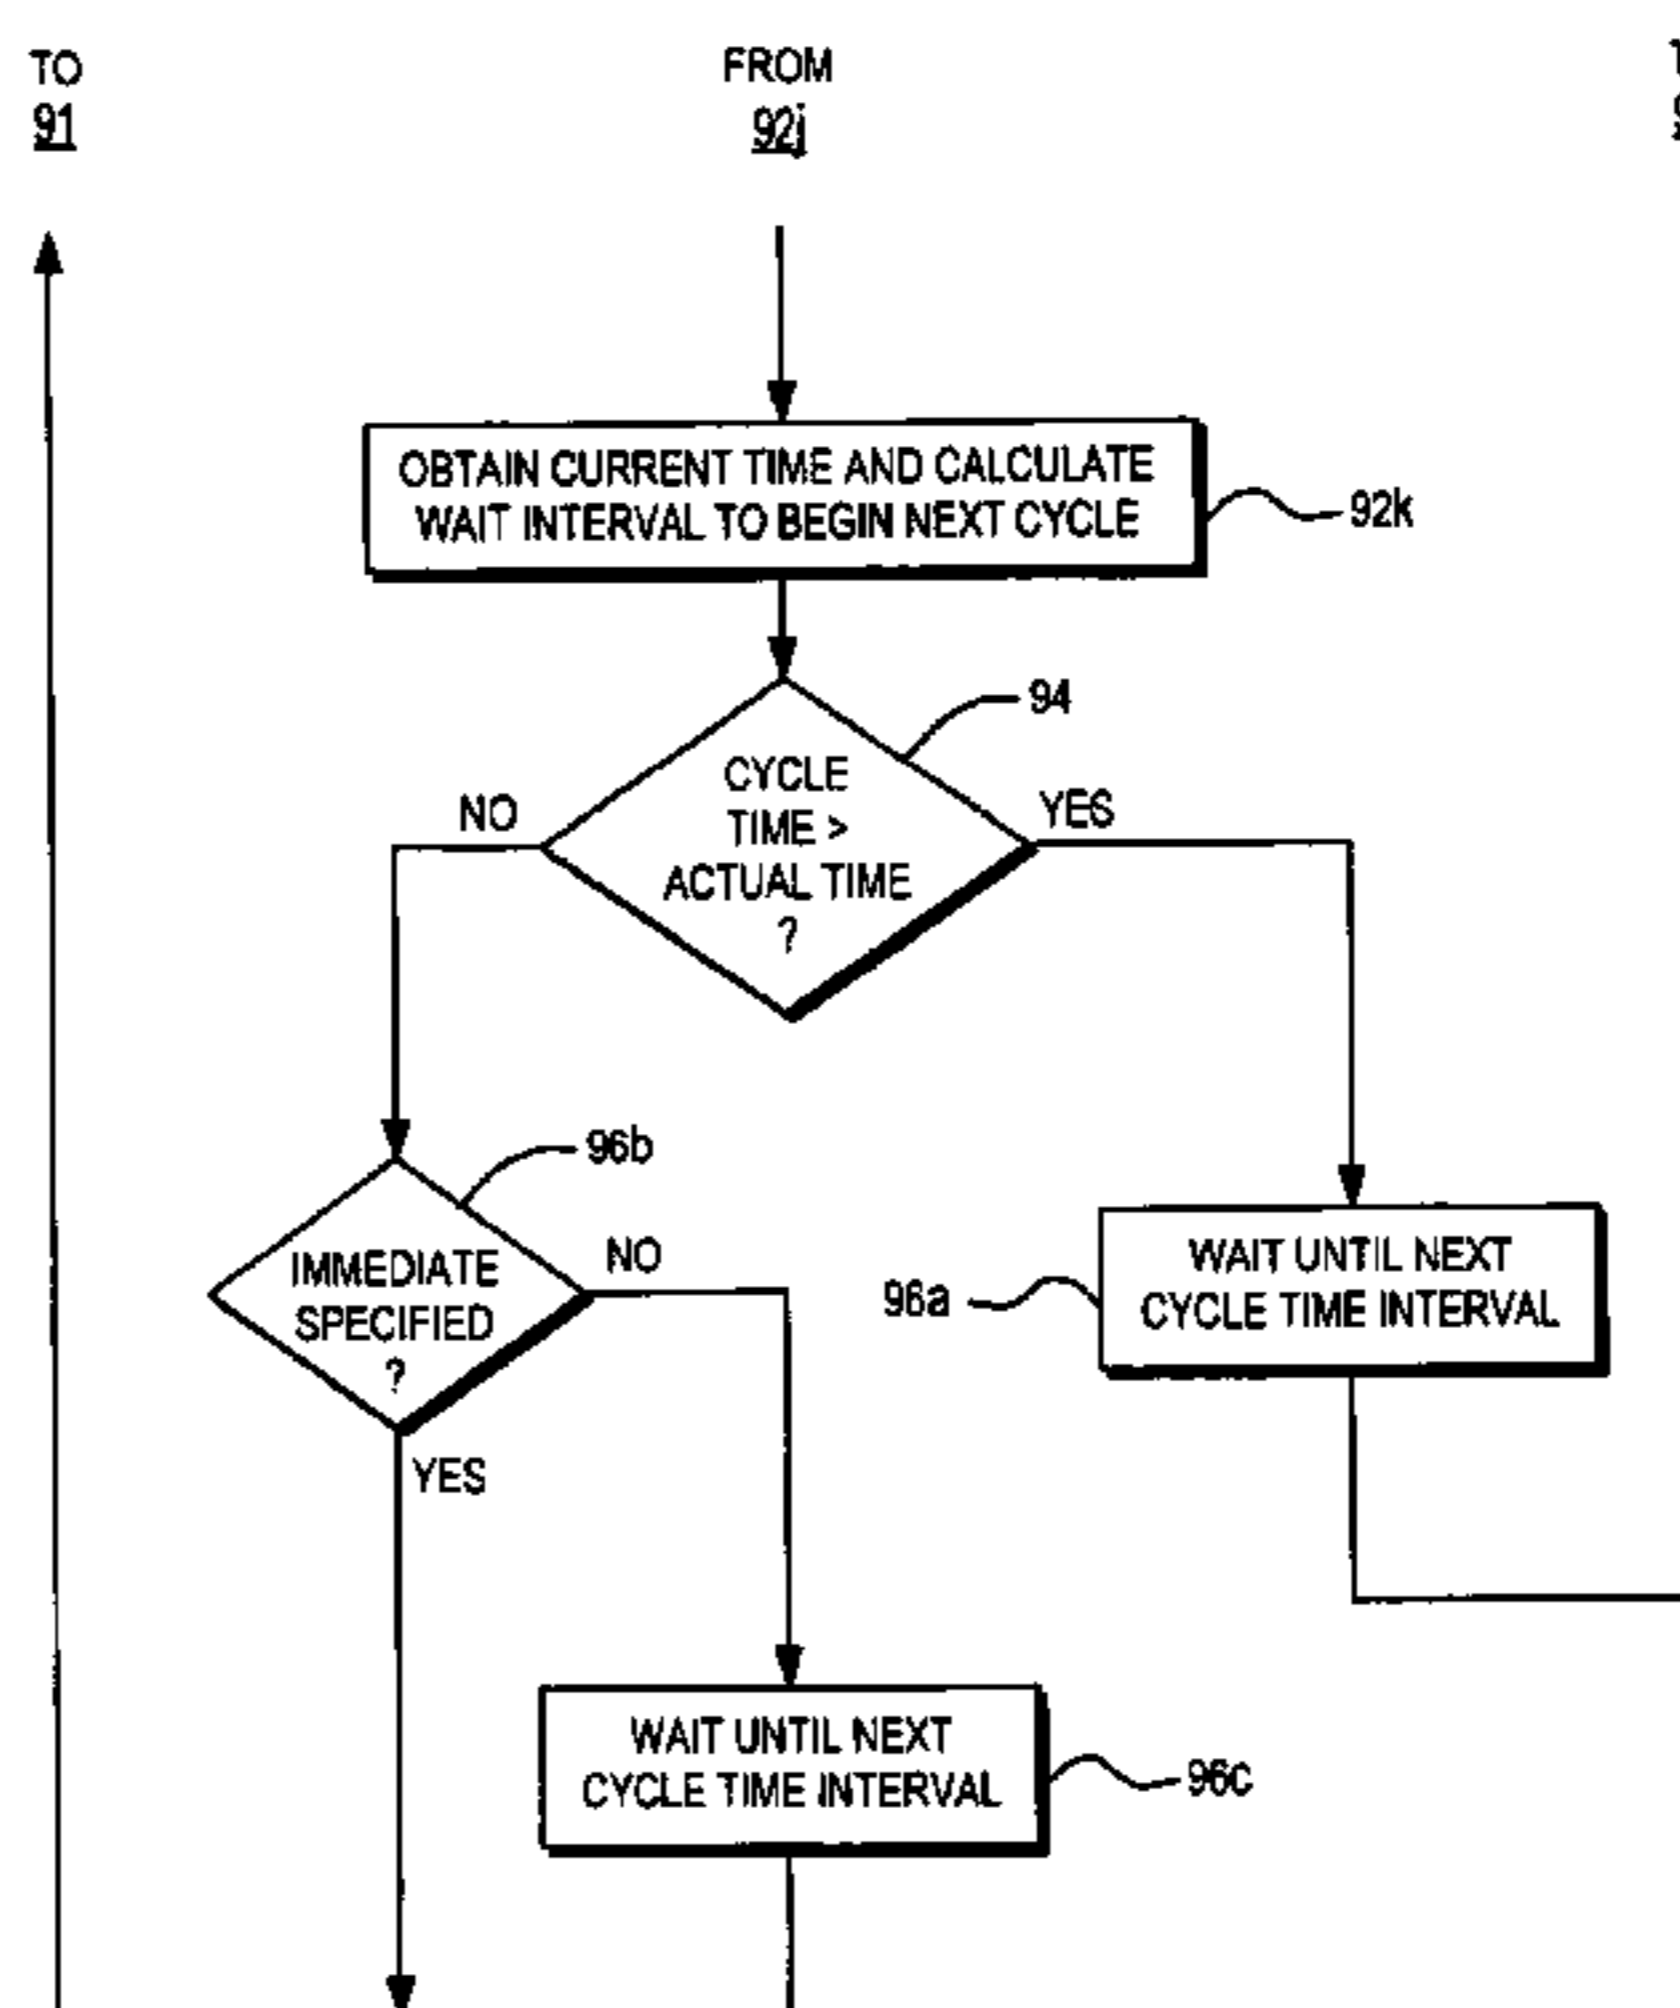 TO
91
FROM
92j
OBTAIN CURRENT TIME AND CALCULATE
WAIT INTERVAL TO BEGIN NEXT CYCLE
92k
94
CYCLE
TIME >
ACTUAL TIME
?
NO
YES
96b
IMMEDIATE
SPECIFIED
?
NO
YES
96a
WAIT UNTIL NEXT
CYCLE TIME INTERVAL
WAIT UNTIL NEXT
CYCLE TIME INTERVAL
96c